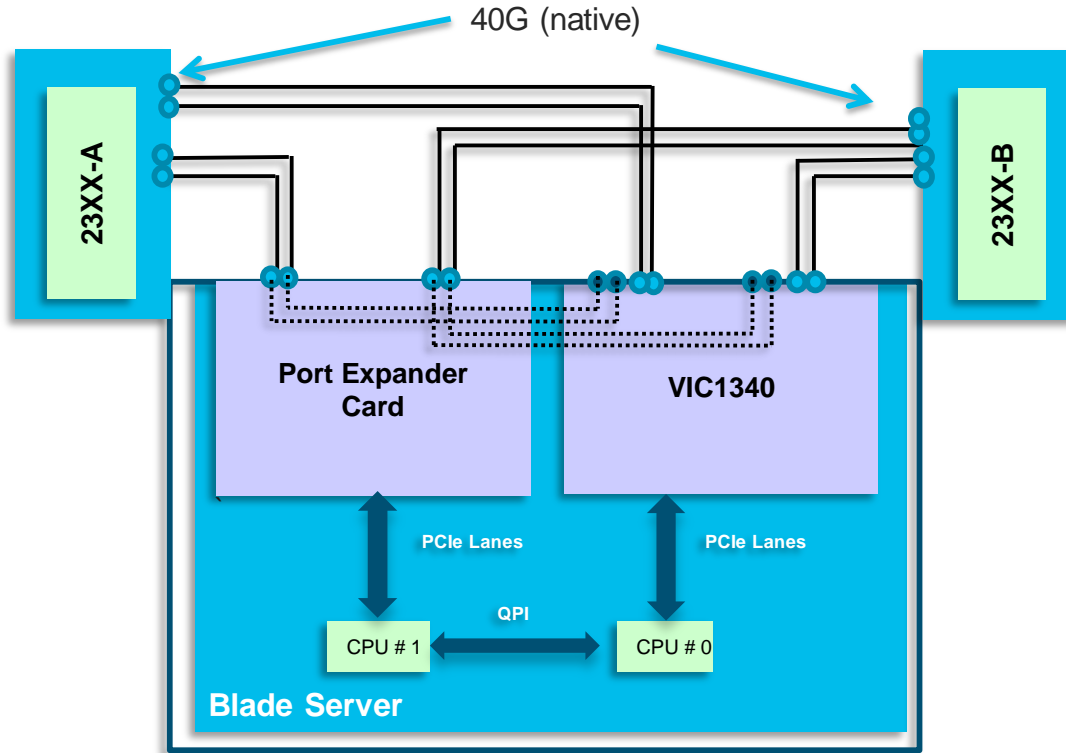 40G (native)
23XX-A
23XX-B
Port Expander
Card
VIC1340
PCIe Lanes
PCIe Lanes
QPI
CPU # 1
CPU # 0
Blade Server